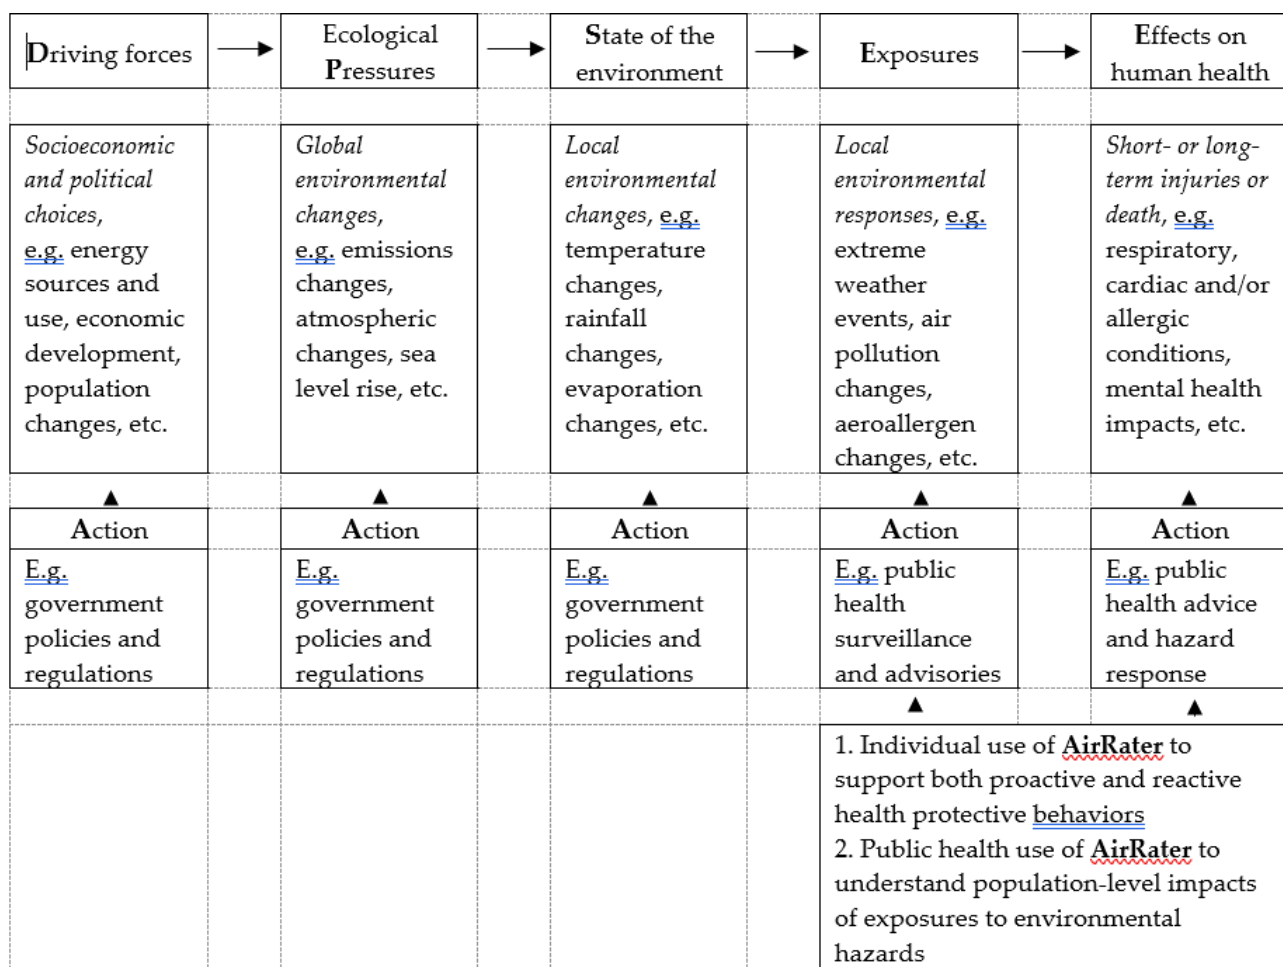 Driving forces
Ecological
Pressures
State of the
environment
Exposures
Effects on
human health
Socioeconomic
and political
choices,
e.g. energy
sources and
use, economic
development,
population
changes, etc.
Global
environmental
changes,
e.g. emissions
changes,
atmospheric
changes, sea
level rise, etc.
Local
environmental
changes, e.g.
temperature
changes,
rainfall
changes,
evaporation
changes, etc.
Local
environmental
responses, e.g.
extreme
weather
events, air
pollution
changes,
aeroallergen
changes, etc.
Short- or long-
term injuries or
death, e.g.
respiratory,
cardiac and/or
allergic
conditions,
mental health
impacts, etc.
Action
Action
Action
Action
Action
E.g.
government
policies and
regulations
E.g.
government
policies and
regulations
E.g.
government
policies and
regulations
E.g. public
health
surveillance
and advisories
E.g. public
health advice
and hazard
response
1. Individual use of AirRater to
support both proactive and reactive
health protective behaviors
2. Public health use of AirRater to
understand population-level impacts
of exposures to environmental
hazards